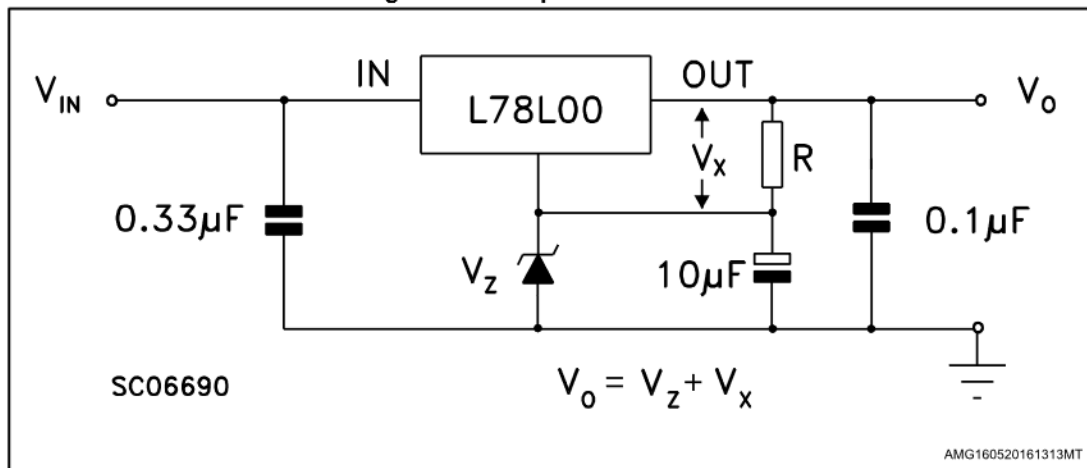 IN
OUT
V_IN
L78L00
V_O
V_X
R
0.33µF
0.1µF
V_Z
10µF
SC06690
V_O = V_Z + V_X
AMG160520161313MT